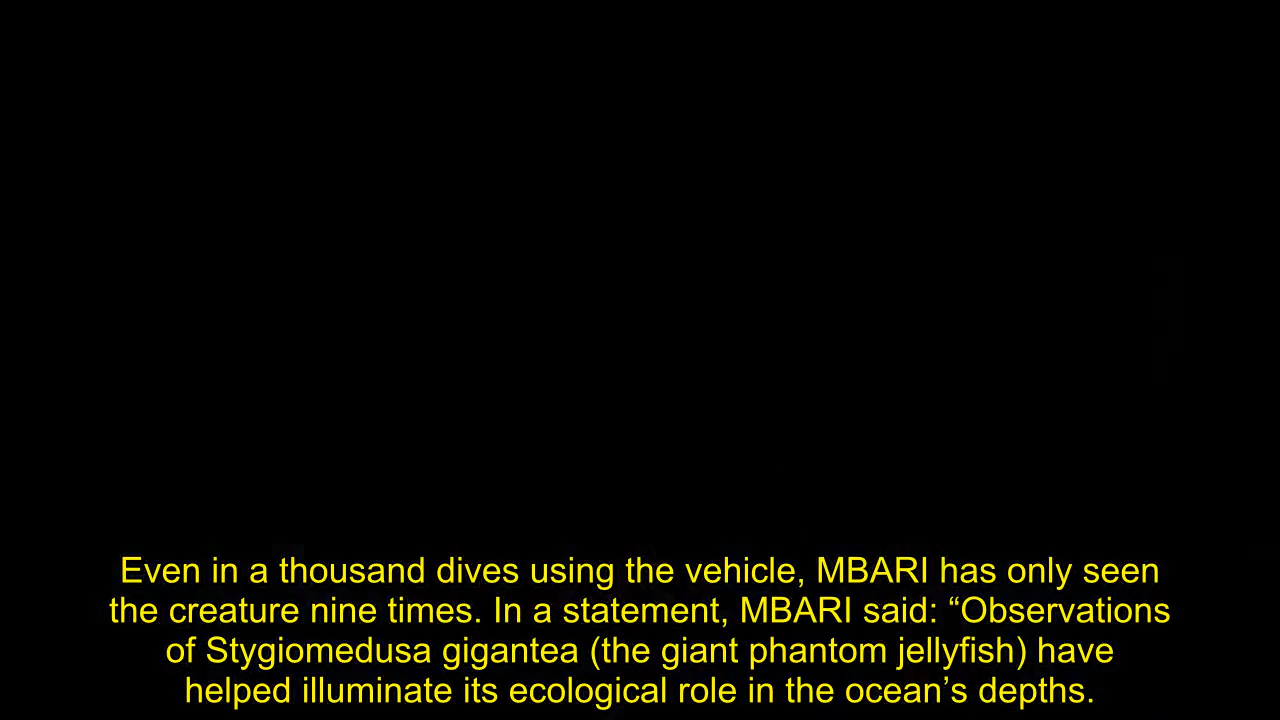 Even in a thousand dives using the vehicle, MBARI has only seen
the creature nine times. In a statement, MBARI said: “Observations
of Stygiomedusa gigantea (the giant phantom jellyfish) have
helped illuminate its ecological role in the ocean’s depths.